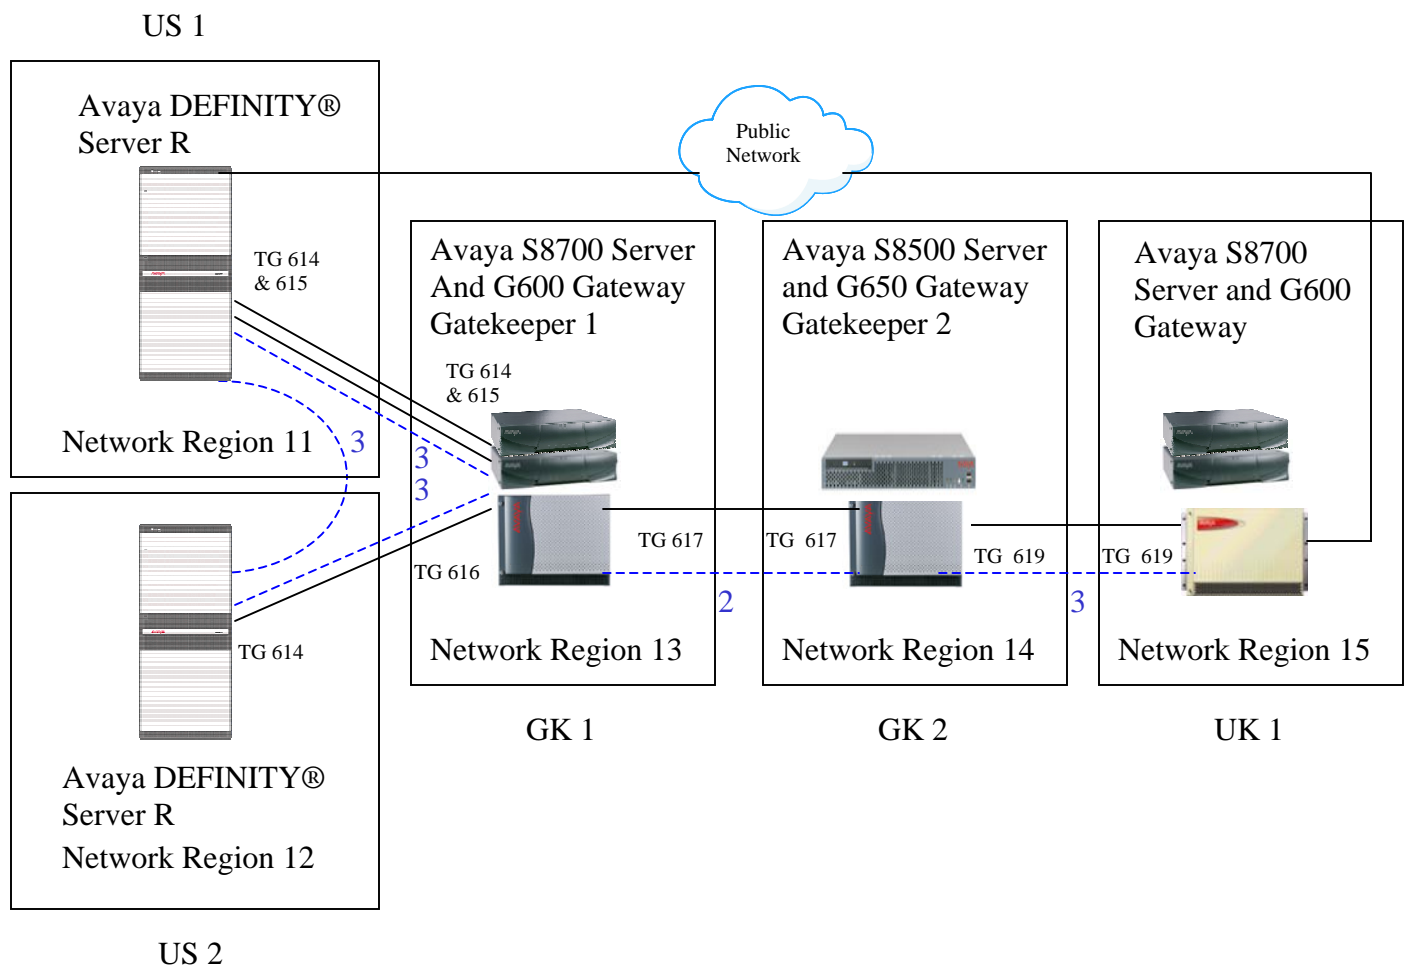 US 1
Avaya DEFINITY®
Server R
Public
Network
TG 614
& 615
Network Region 11
3
Avaya S8700 Server
And G600 Gateway
Gatekeeper 1
TG 614
& 615
3
3
TG 616
TG 617
2
Network Region 13
GK 1
Avaya S8500 Server
and G650 Gateway
Gatekeeper 2
TG 617
TG 619
3
Network Region 14
GK 2
Avaya S8700
Server and G600
Gateway
TG 619
Network Region 15
UK 1
TG 614
Avaya DEFINITY®
Server R
Network Region 12
US 2